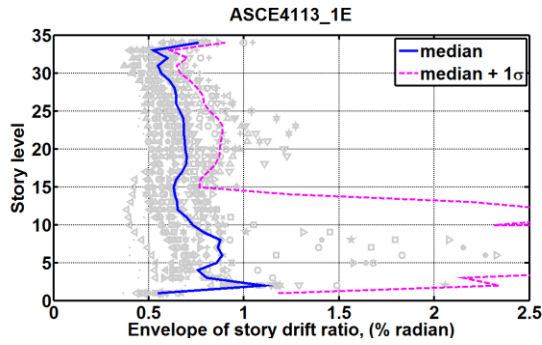 ASCE4113_1E
median
median + 1σ
Story level
35
30
25
20
15
10
5
0
0 0.5 1 1.5 2 2.5
Envelope of story drift ratio, (% radian)